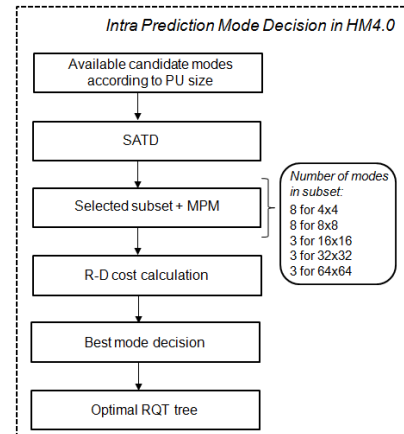 Intra Prediction Mode Decision in HM4.0
Available candidate modes
according to PU size
SATD
Selected subset + MPM
Number of modes
in subset:
8 for 4x4
8 for 8x8
3 for 16x16
3 for 32x32
3 for 64x64
R-D cost calculation
Best mode decision
Optimal RQT tree